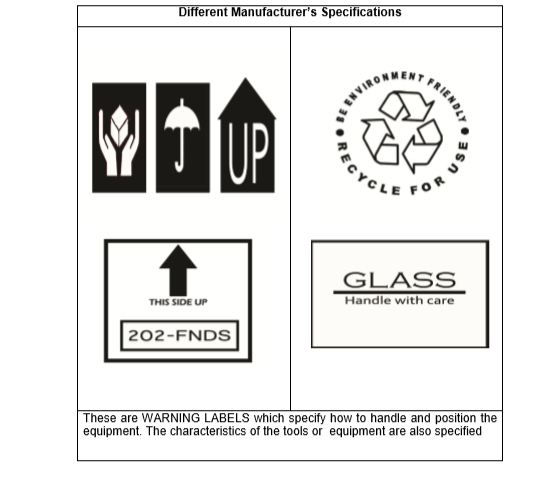 Different Manufacturer's Specifications
UP
BE ENVIRONMENT FRIENDLY
RECYCLE FOR USE
THIS SIDE UP
202-FNDS
GLASS
Handle with care
These are WARNING LABELS which specify how to handle and position the
equipment. The characteristics of the tools or equipment are also specified